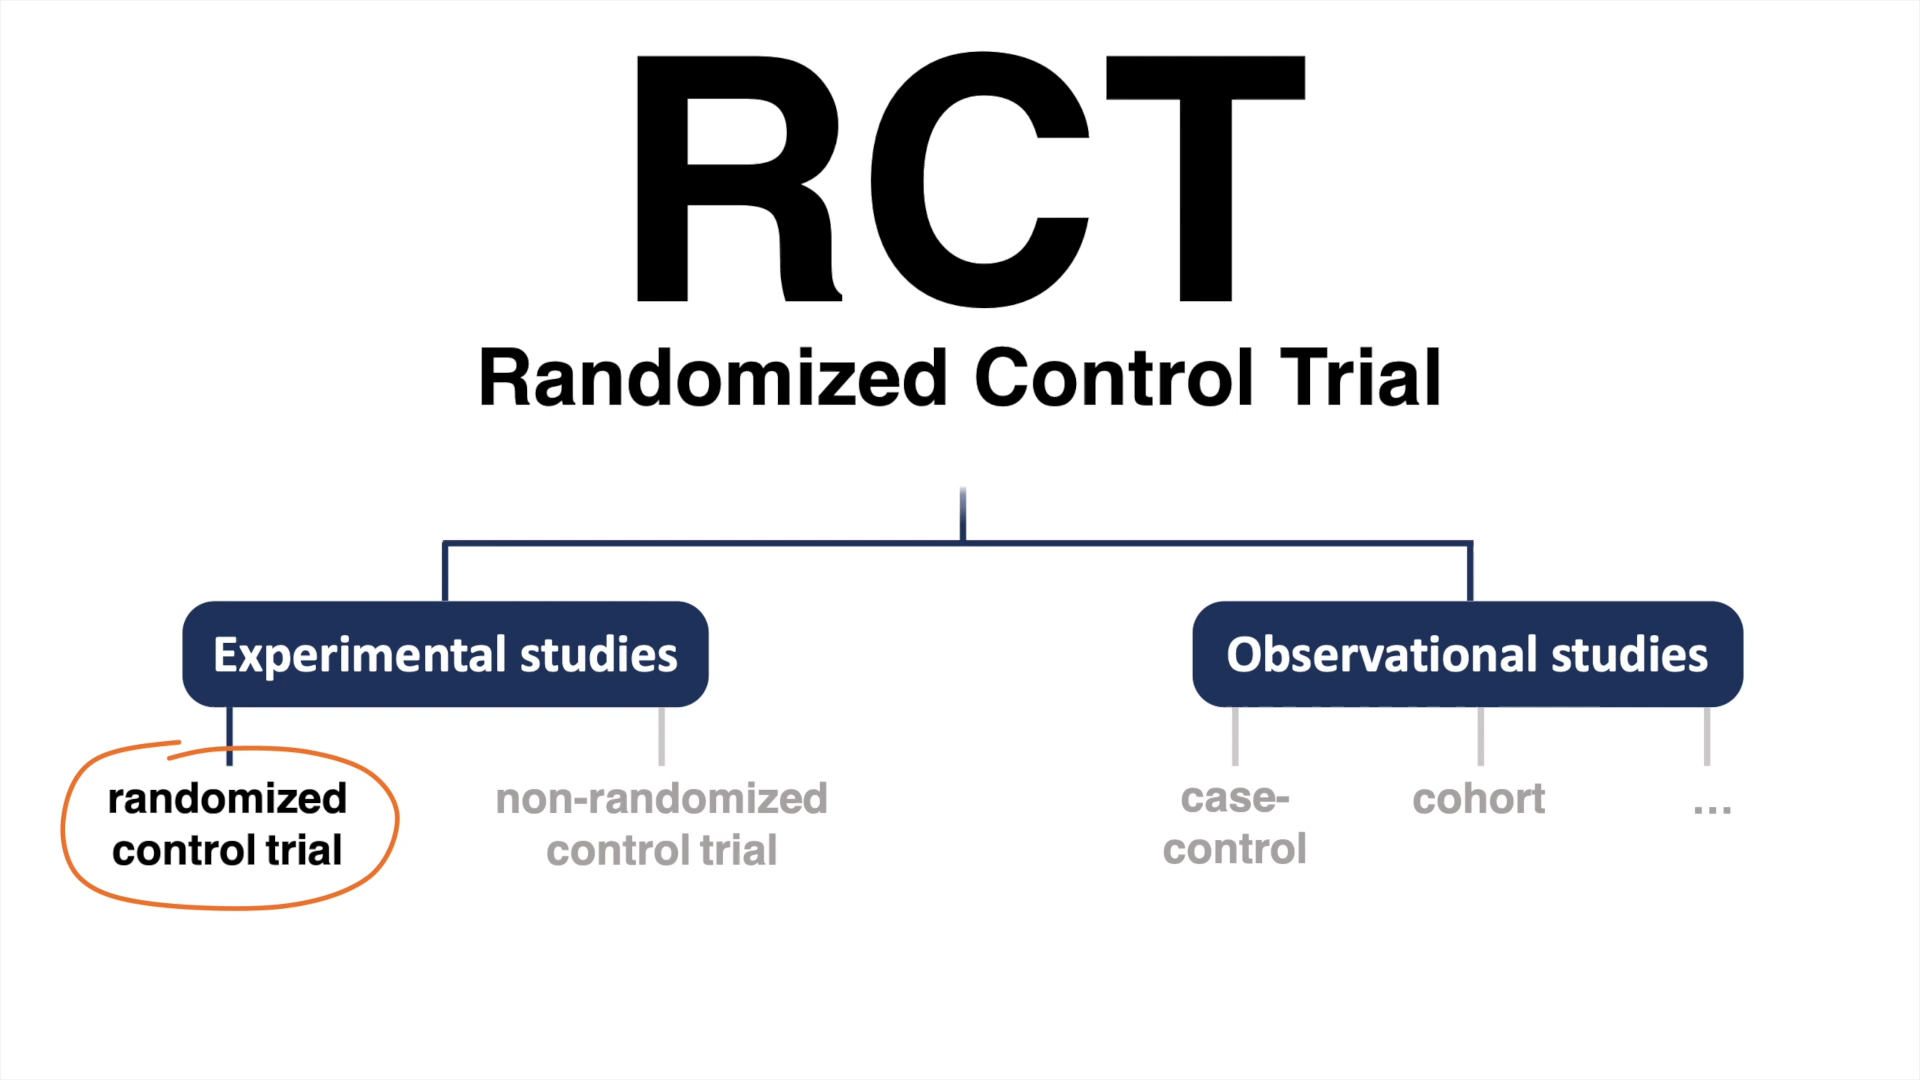 RCT
Randomized Control Trial
Experimental studies
Observational studies
randomized
control trial
non-randomized
control trial
case-
control
cohort
...